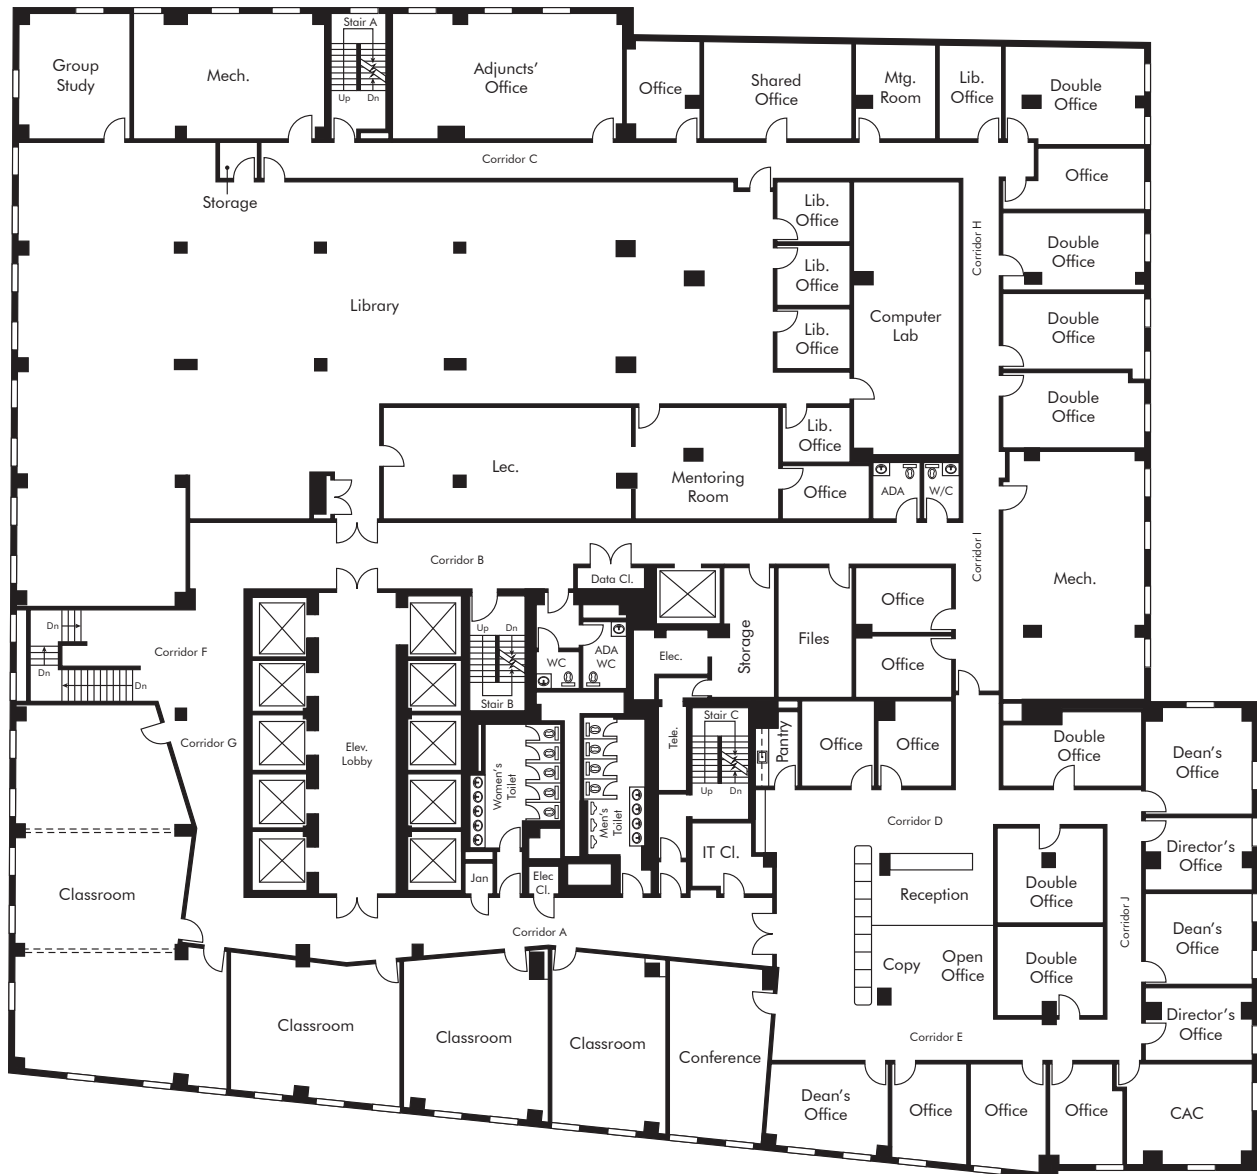 Stair A
Group
Study
Mech.
Adjuncts'
Office
Office
Shared
Office
Mtg.
Room
Lib.
Office
Double
Office
Up
Dn
Corridor C
Office
Storage
Lib.
Office
Corridor H
Double
Office
Lib.
Office
Library
Computer
Lab
Double
Office
Lib.
Office
Double
Office
Lib.
Office
Lec.
Mentoring
Room
Office
ADA
W/C
Corridor B
Corridor I
Data Cl.
Mech.
Office
Dn
Up
Dn
Storage
Files
Corridor F
ADA
WC
WC
Elec.
Office
Dn
Dn
Stair B
Corridor G
Elev.
Lobby
Stair C
Tele.
Pantry
Office
Office
Double
Office
Dean's
Office
Women's
Toilet
Up
Dn
Men's
Toilet
Corridor D
IT Cl.
Director's
Office
Jan
Elec
Cl.
Classroom
Reception
Double
Office
Corridor J
Corridor A
Dean's
Office
Copy
Open
Office
Double
Office
Classroom
Classroom
Classroom
Conference
Corridor E
Director's
Office
Dean's
Office
Office
Office
Office
CAC